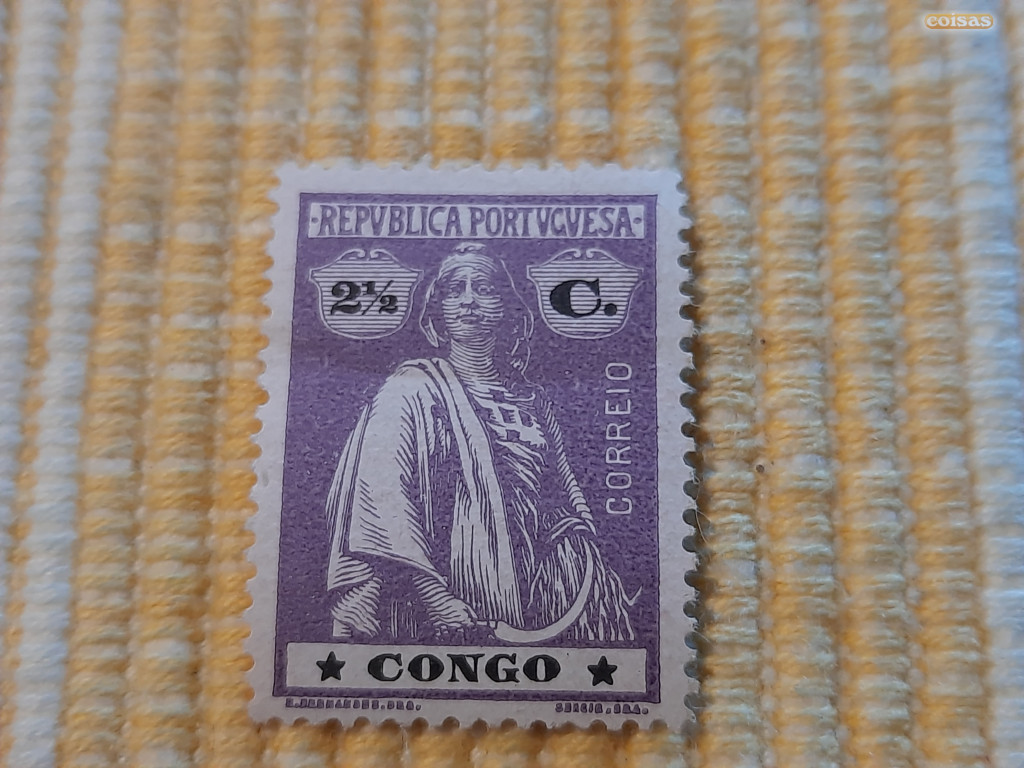 coisas
·REPVBLICA PORTVGVESA·
2½ C.
CORREIO
★ CONGO ★